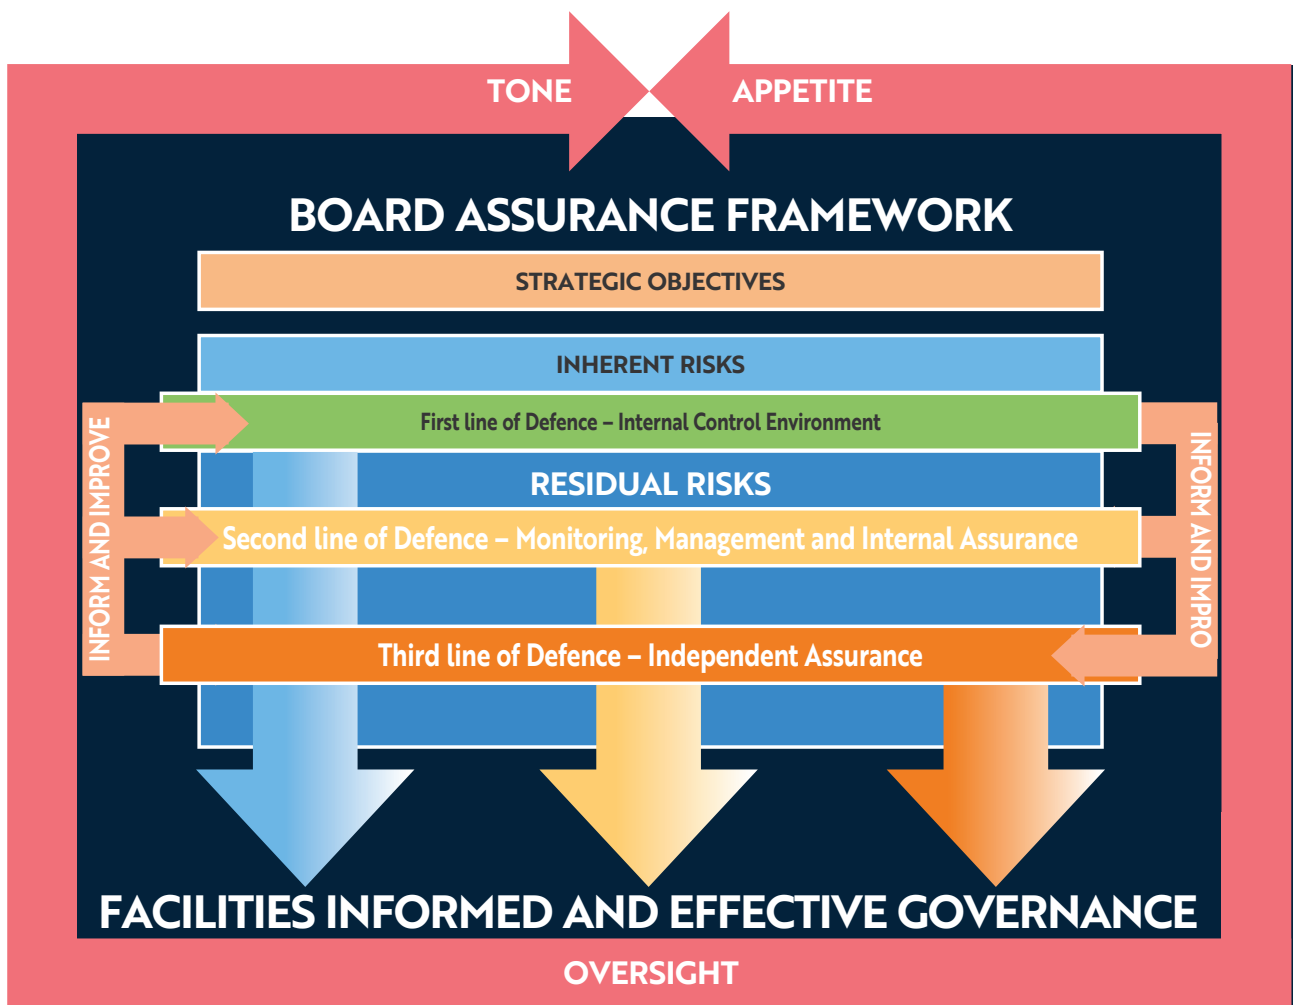 TONE
APPETITE
BOARD ASSURANCE FRAMEWORK
STRATEGIC OBJECTIVES
INHERENT RISKS
First line of Defence – Internal Control Environment
INFORM AND IMPROVE
INFORM AND IMPRO
RESIDUAL RISKS
Second line of Defence – Monitoring, Management and Internal Assurance
Third line of Defence – Independent Assurance
FACILITIES INFORMED AND EFFECTIVE GOVERNANCE
OVERSIGHT